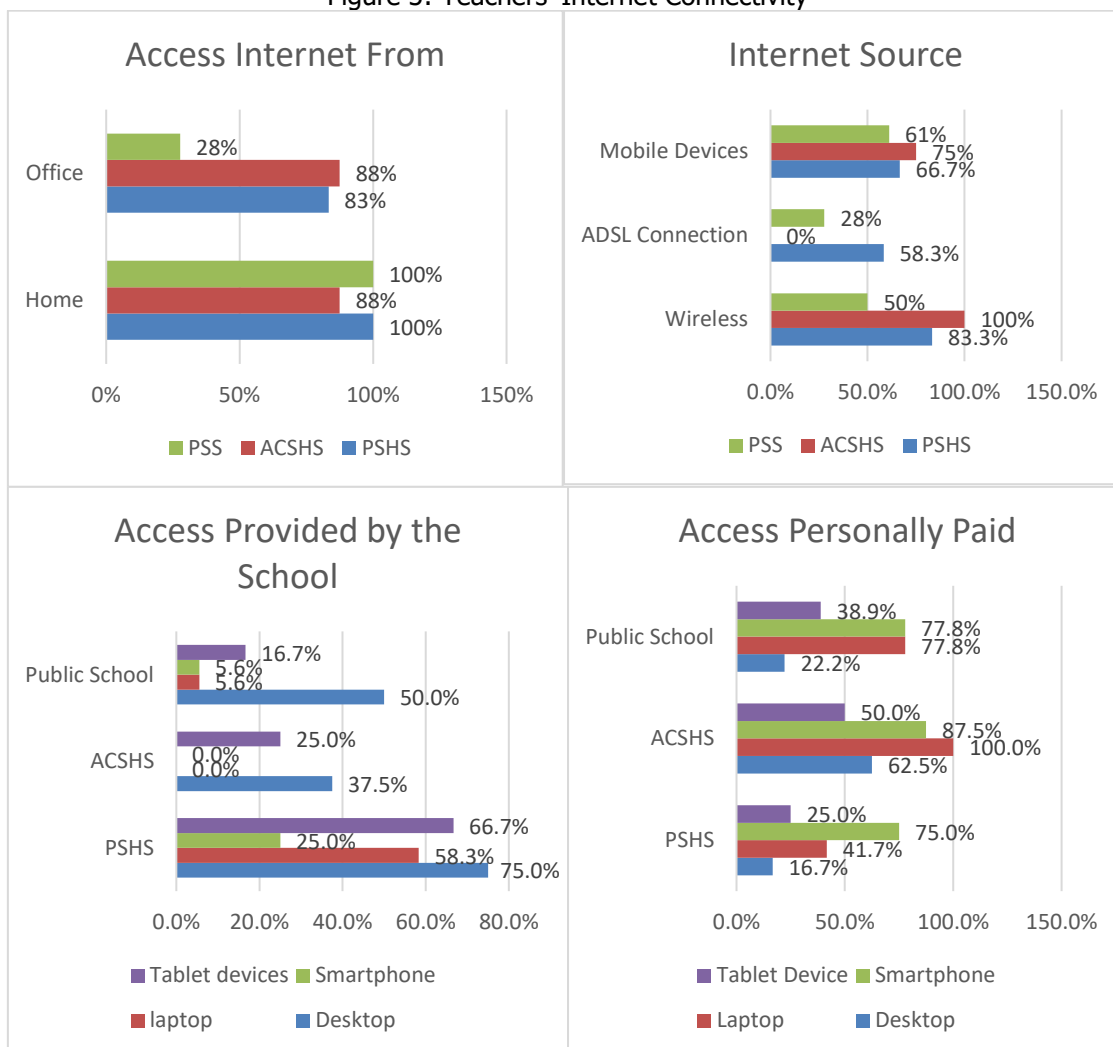 Figure 3: Teachers' Internet Connectivity
Access Internet From
Office
28%
88%
83%
Home
100%
88%
100%
0%
50%
100%
150%
PSS
ACSHS
PSHS
Internet Source
Mobile Devices
61%
75%
66.7%
ADSL Connection
28%
0%
58.3%
Wireless
50%
100%
83.3%
0.0%
50.0%
100.0%
150.0%
PSS
ACSHS
PSHS
Access Provided by the
School
Public School
16.7%
5.6%
5.6%
50.0%
ACSHS
25.0%
0.0%
0.0%
37.5%
PSHS
66.7%
25.0%
58.3%
75.0%
0.0%
20.0%
40.0%
60.0%
80.0%
Tablet devices
Smartphone
laptop
Desktop
Access Personally Paid
Public School
38.9%
77.8%
77.8%
22.2%
ACSHS
50.0%
87.5%
100.0%
62.5%
PSHS
25.0%
75.0%
41.7%
16.7%
0.0%
50.0%
100.0%
150.0%
Tablet Device
Smartphone
Laptop
Desktop